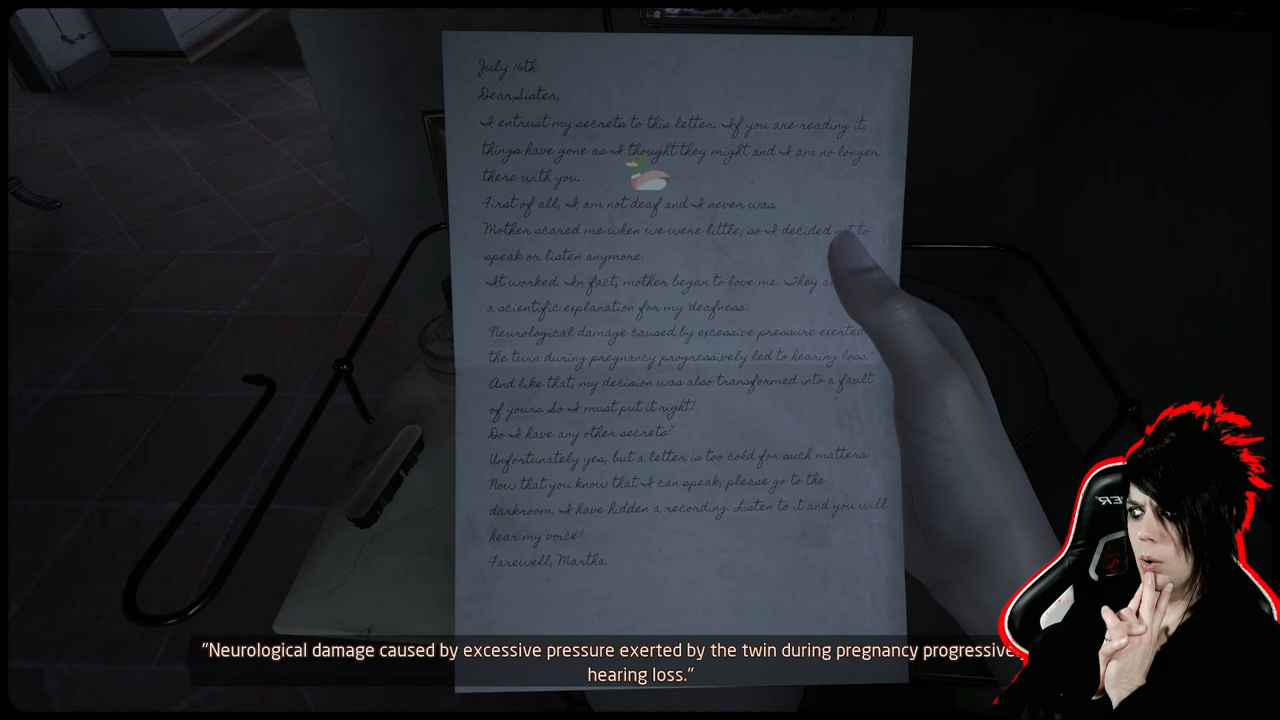 July 16th
Dear Sister,
I entrust my secrets to this letter. If you are reading it,
things have gone as I thought they might and I am no longer
there with you.
First of all, I am not deaf and I never was.
Mother scared me when we were little, so I decided not to
speak or listen anymore.
It worked. In fact, mother began to love me. They
a scientific explanation for my 'deafness':
"Neurological damage caused by excessive pressure exerted
the twin during pregnancy progressively led to hearing loss."
And like that, my decision was also transformed into a fault
of yours. So I must put it right!
Do I have any other secrets?
Unfortunately yes, but a letter is too cold for such matters.
Now that you know that I can speak, please go to the
darkroom. I have hidden a recording. Listen to it and you will
hear my voice!
Farewell, Martha.
"Neurological damage caused by excessive pressure exerted by the twin during pregnancy
hearing loss."